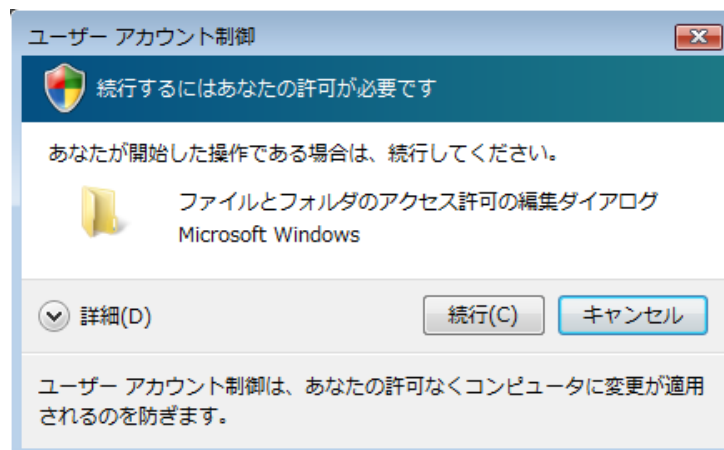 ユーザー アカウント制御
続行するにはあなたの許可が必要です
あなたが開始した操作である場合は、続行してください。
ファイルとフォルダのアクセス許可の編集ダイアログ
Microsoft Windows
詳細(D)
続行(C)
キャンセル
ユーザー アカウント制御は、あなたの許可なくコンピュータに変更が適用
されるのを防ぎます。